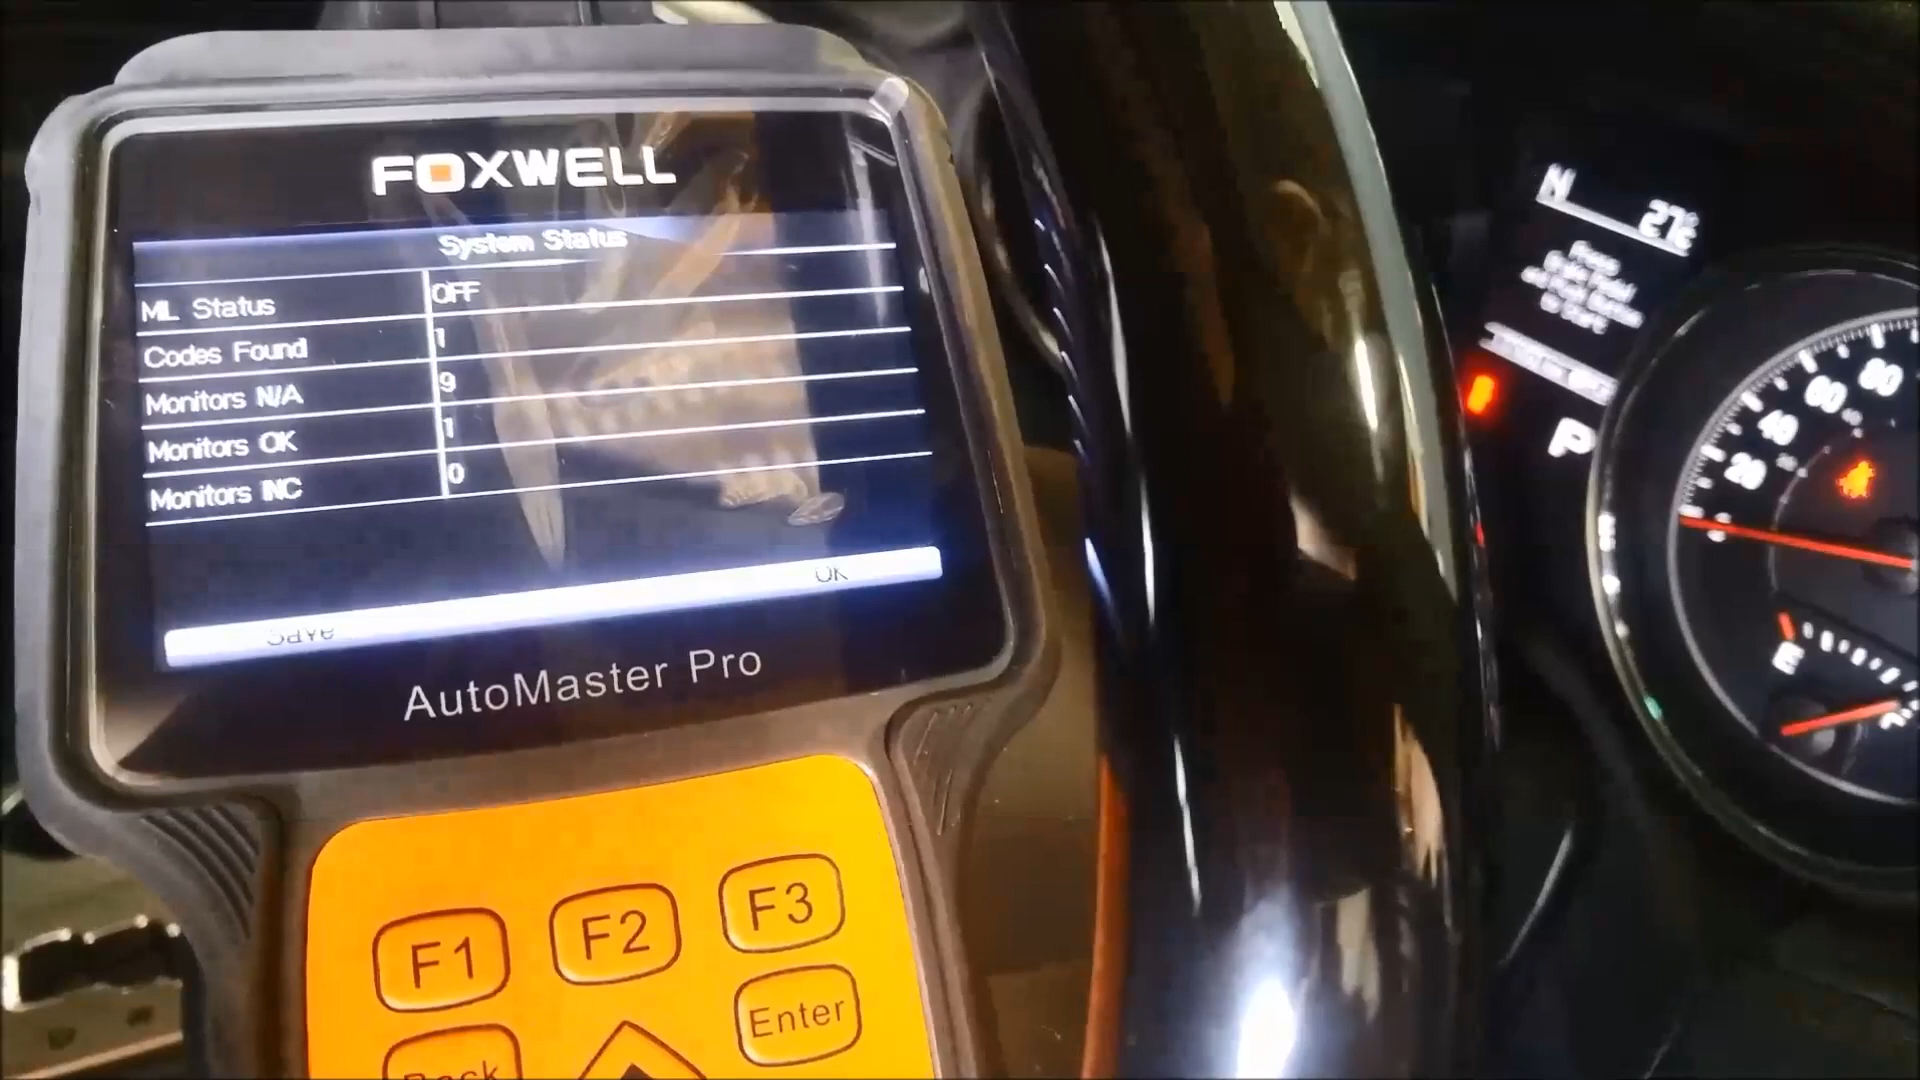 FOXWELL
System Status
MIL Status OFF
Codes Found 1
Monitors N/A 9
Monitors OK 1
Monitors INC 0
Save OK
AutoMaster Pro
F1 F2 F3
Enter
Back
N 27°C
P
20 40 60 80
E